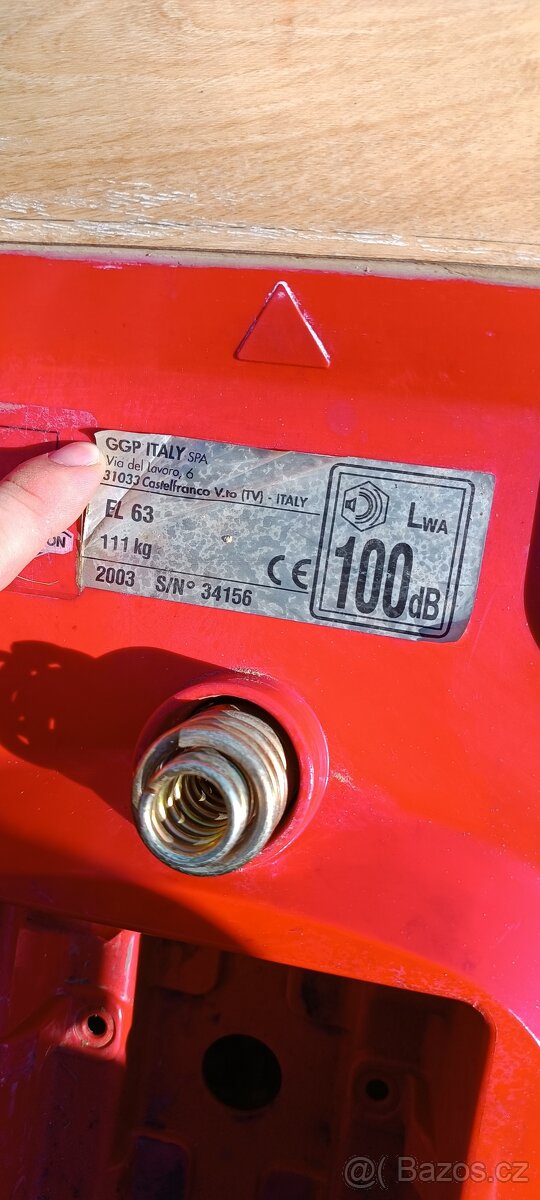 GGP ITALY SPA
Via del Lavoro, 6
31033 Castelfranco V.to (TV) - ITALY
EL 63
111 kg
2003 S/N° 34156
CE
LWA
100dB
ON
@( Bazos.cz